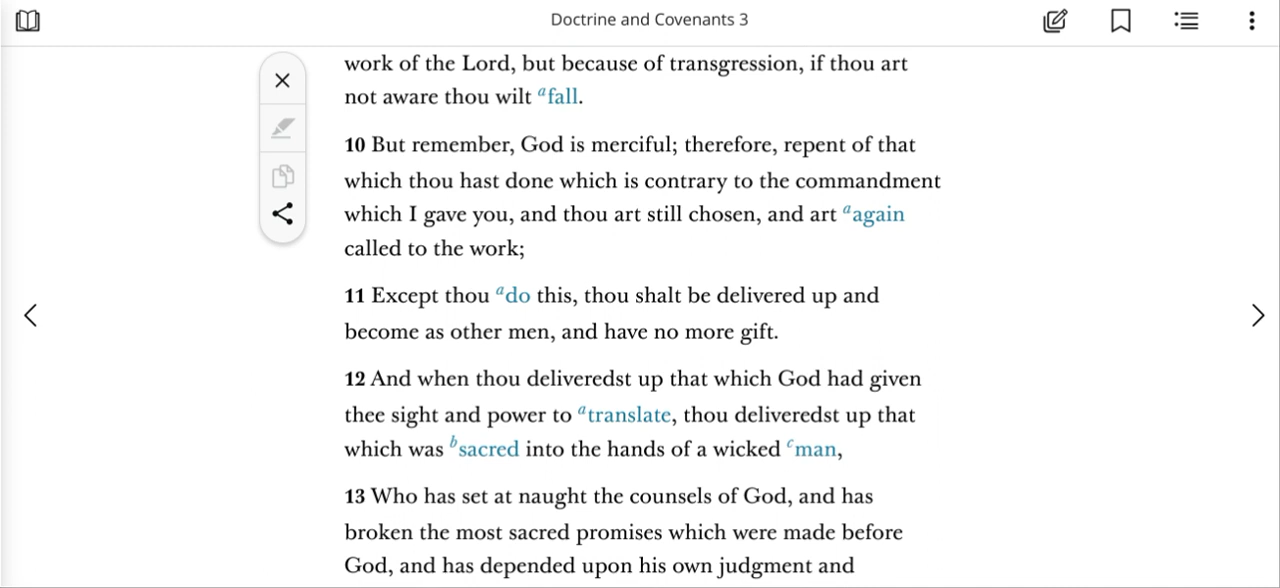 Doctrine and Covenants 3
work of the Lord, but because of transgression, if thou art
not aware thou wilt ᵃfall.
10 But remember, God is merciful; therefore, repent of that
which thou hast done which is contrary to the commandment
which I gave you, and thou art still chosen, and art ᵃagain
called to the work;
11 Except thou ᵃdo this, thou shalt be delivered up and
become as other men, and have no more gift.
12 And when thou deliveredst up that which God had given
thee sight and power to ᵃtranslate, thou deliveredst up that
which was ᵇsacred into the hands of a wicked ᶜman,
13 Who has set at naught the counsels of God, and has
broken the most sacred promises which were made before
God, and has depended upon his own judgment and